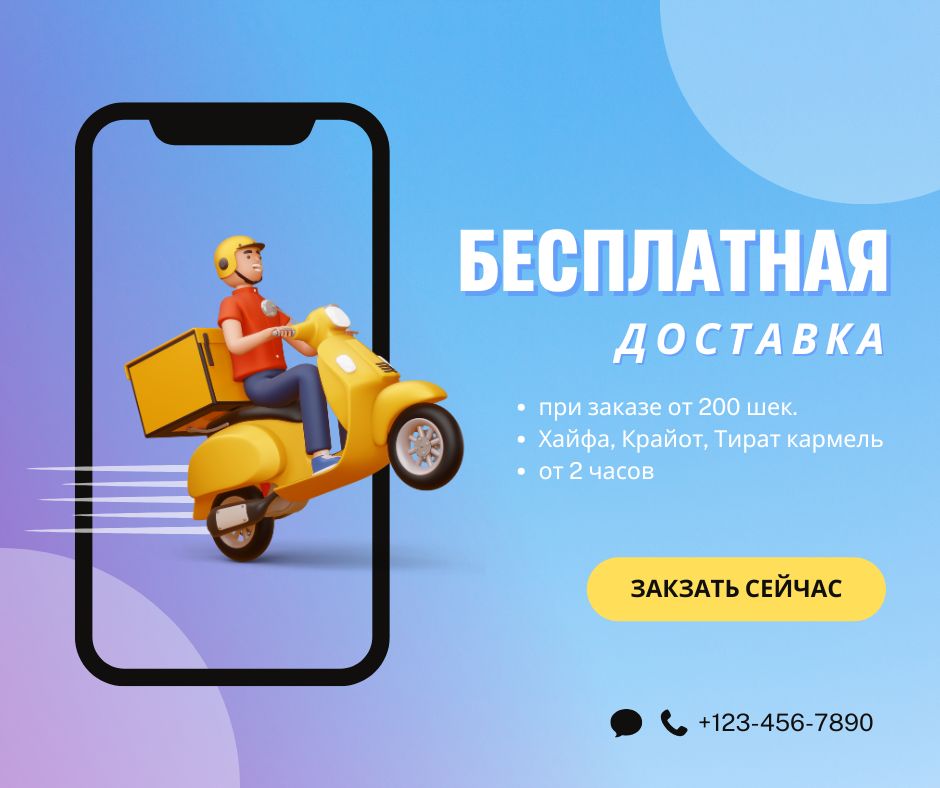 БЕСПЛАТНАЯ
ДОСТАВКА
• при заказе от 200 шек.
• Хайфа, Крайот, Тират кармель
• от 2 часов
ЗАКЗАТЬ СЕЙЧАС
+123-456-7890